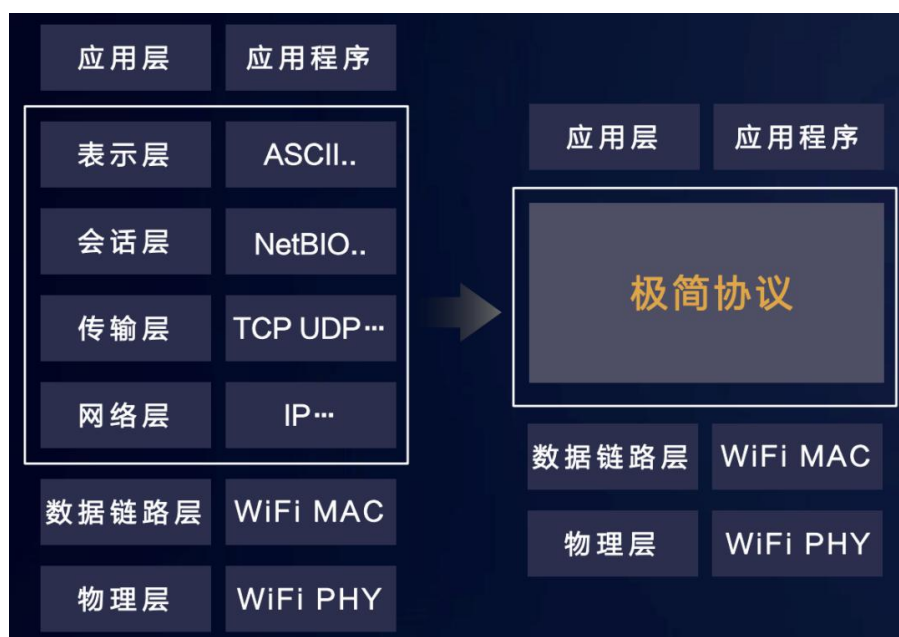 应用层 应用程序
表示层 ASCII..
会话层 NetBIO..
传输层 TCP UDP…
网络层 IP…
数据链路层 WiFi MAC
物理层 WiFi PHY
应用层 应用程序
极简协议
数据链路层 WiFi MAC
物理层 WiFi PHY